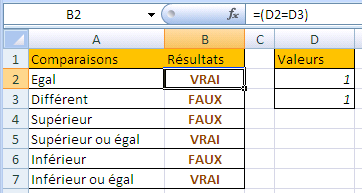 B2 fx =(D2=D3)
A B C D
1 Comparaisons Résultats Valeurs
2 Egal VRAI 1
3 Différent FAUX 1
4 Supérieur FAUX
5 Supérieur ou égal VRAI
6 Inférieur FAUX
7 Inférieur ou égal VRAI